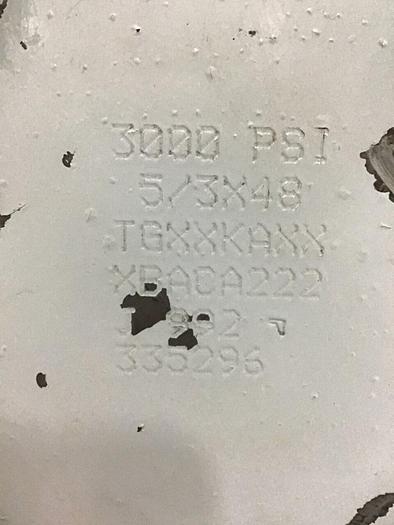 3000 PSI
5/3X48
TGXXKAXX
XBACA222
335296